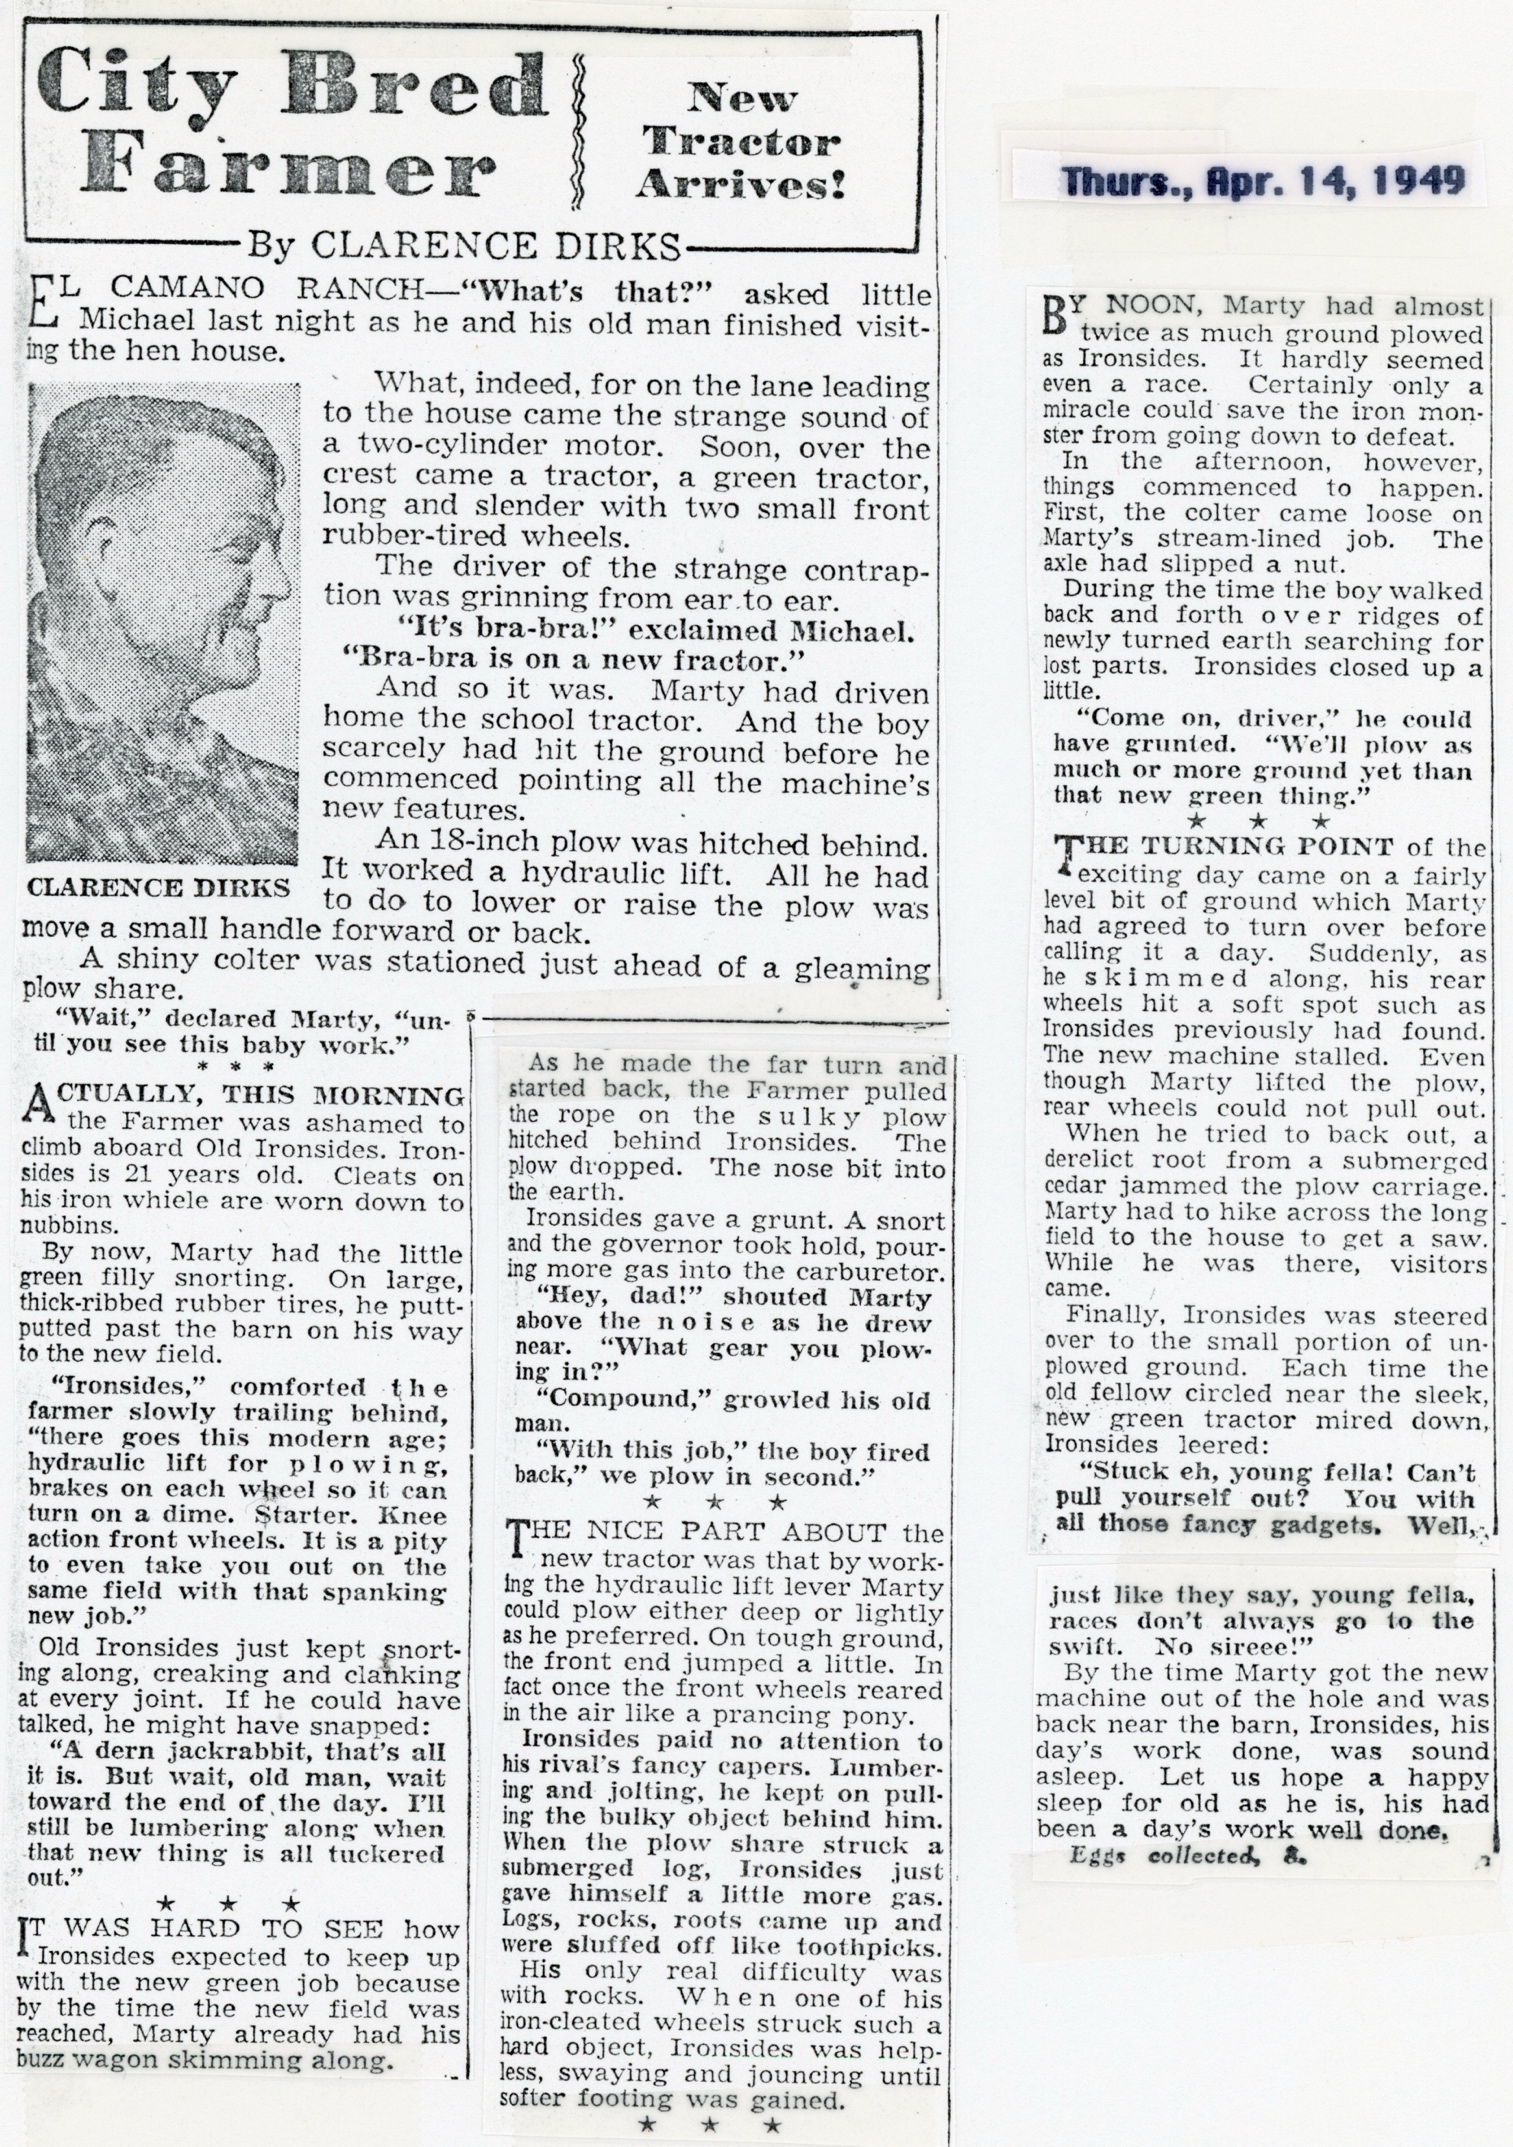 City Bred
Farmer
New
Tractor
Arrives!
By CLARENCE DIRKS
Thurs., Apr. 14, 1949
EL CAMANO RANCH—“What's that?” asked little
Michael last night as he and his old man finished visit-
ing the hen house.
What, indeed, for on the lane leading
to the house came the strange sound of
a two-cylinder motor. Soon, over the
crest came a tractor, a green tractor,
long and slender with two small front
rubber-tired wheels.
The driver of the strange contrap-
tion was grinning from ear to ear.
“It's bra-bra!” exclaimed Michael.
“Bra-bra is on a new fractor.”
And so it was. Marty had driven
home the school tractor. And the boy
scarcely had hit the ground before he
commenced pointing all the machine's
new features.
An 18-inch plow was hitched behind.
It worked a hydraulic lift. All he had
to do to lower or raise the plow was
move a small handle forward or back.
CLARENCE DIRKS
A shiny colter was stationed just ahead of a gleaming
plow share.
“Wait,” declared Marty, “un-
til you see this baby work.”
* * *
ACTUALLY, THIS MORNING
the Farmer was ashamed to
climb aboard Old Ironsides. Iron-
sides is 21 years old. Cleats on
his iron whiele are worn down to
nubbins.
By now, Marty had the little
green filly snorting. On large,
thick-ribbed rubber tires, he putt-
putted past the barn on his way
to the new field.
“Ironsides,” comforted the
farmer slowly trailing behind,
“there goes this modern age;
hydraulic lift for plowing,
brakes on each wheel so it can
turn on a dime. Starter. Knee
action front wheels. It is a pity
to even take you out on the
same field with that spanking
new job.”
Old Ironsides just kept snort-
ing along, creaking and clanking
at every joint. If he could have
talked, he might have snapped:
“A dern jackrabbit, that's all
it is. But wait, old man, wait
toward the end of the day. I'll
still be lumbering along when
that new thing is all tuckered
out.”
★ ★ ★
IT WAS HARD TO SEE how
Ironsides expected to keep up
with the new green job because
by the time the new field was
reached, Marty already had his
buzz wagon skimming along.
As he made the far turn and
started back, the Farmer pulled
the rope on the sulky plow
hitched behind Ironsides. The
plow dropped. The nose bit into
the earth.
Ironsides gave a grunt. A snort
and the governor took hold, pour-
ing more gas into the carburetor.
“Hey, dad!” shouted Marty
above the noise as he drew
near. “What gear you plow-
ing in?”
“Compound,” growled his old
man.
“With this job,” the boy fired
back,” we plow in second.”
★ ★ ★
THE NICE PART ABOUT the
new tractor was that by work-
ing the hydraulic lift lever Marty
could plow either deep or lightly
as he preferred. On tough ground,
the front end jumped a little. In
fact once the front wheels reared
in the air like a prancing pony.
Ironsides paid no attention to
his rival's fancy capers. Lumber-
ing and jolting, he kept on pull-
ing the bulky object behind him.
When the plow share struck a
submerged log, Ironsides just
gave himself a little more gas.
Logs, rocks, roots came up and
were sluffed off like toothpicks.
His only real difficulty was
with rocks. When one of his
iron-cleated wheels struck such a
hard object, Ironsides was help-
less, swaying and jouncing until
softer footing was gained.
★ ★ ★
BY NOON, Marty had almost
twice as much ground plowed
as Ironsides. It hardly seemed
even a race. Certainly only a
miracle could save the iron mon-
ster from going down to defeat.
In the afternoon, however,
things commenced to happen.
First, the colter came loose on
Marty's stream-lined job. The
axle had slipped a nut.
During the time the boy walked
back and forth over ridges of
newly turned earth searching for
lost parts. Ironsides closed up a
little.
“Come on, driver,” he could
have grunted. “We'll plow as
much or more ground yet than
that new green thing.”
★ ★ ★
THE TURNING POINT of the
exciting day came on a fairly
level bit of ground which Marty
had agreed to turn over before
calling it a day. Suddenly, as
he skimmed along, his rear
wheels hit a soft spot such as
Ironsides previously had found.
The new machine stalled. Even
though Marty lifted the plow,
rear wheels could not pull out.
When he tried to back out, a
derelict root from a submerged
cedar jammed the plow carriage.
Marty had to hike across the long
field to the house to get a saw.
While he was there, visitors
came.
Finally, Ironsides was steered
over to the small portion of un-
plowed ground. Each time the
old fellow circled near the sleek,
new green tractor mired down,
Ironsides leered:
“Stuck eh, young fella! Can't
pull yourself out? You with
all those fancy gadgets. Well,
just like they say, young fella,
races don't always go to the
swift. No sireee!”
By the time Marty got the new
machine out of the hole and was
back near the barn, Ironsides, his
day's work done, was sound
asleep. Let us hope a happy
sleep for old as he is, his had
been a day's work well done.
Eggs collected, 8.